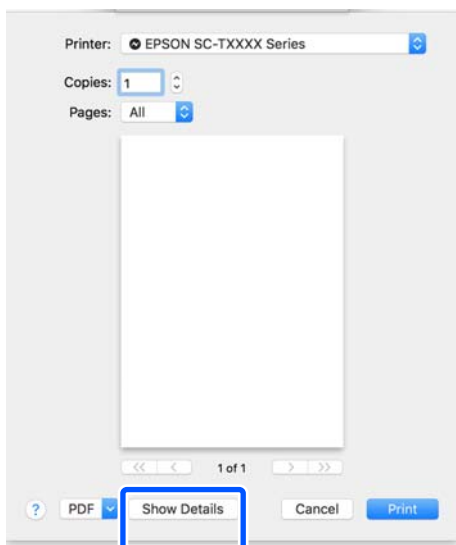 Printer: EPSON SC-TXXXX Series
Copies: 1
Pages: All
<< < 1 of 1 > >>
? PDF Show Details Cancel Print